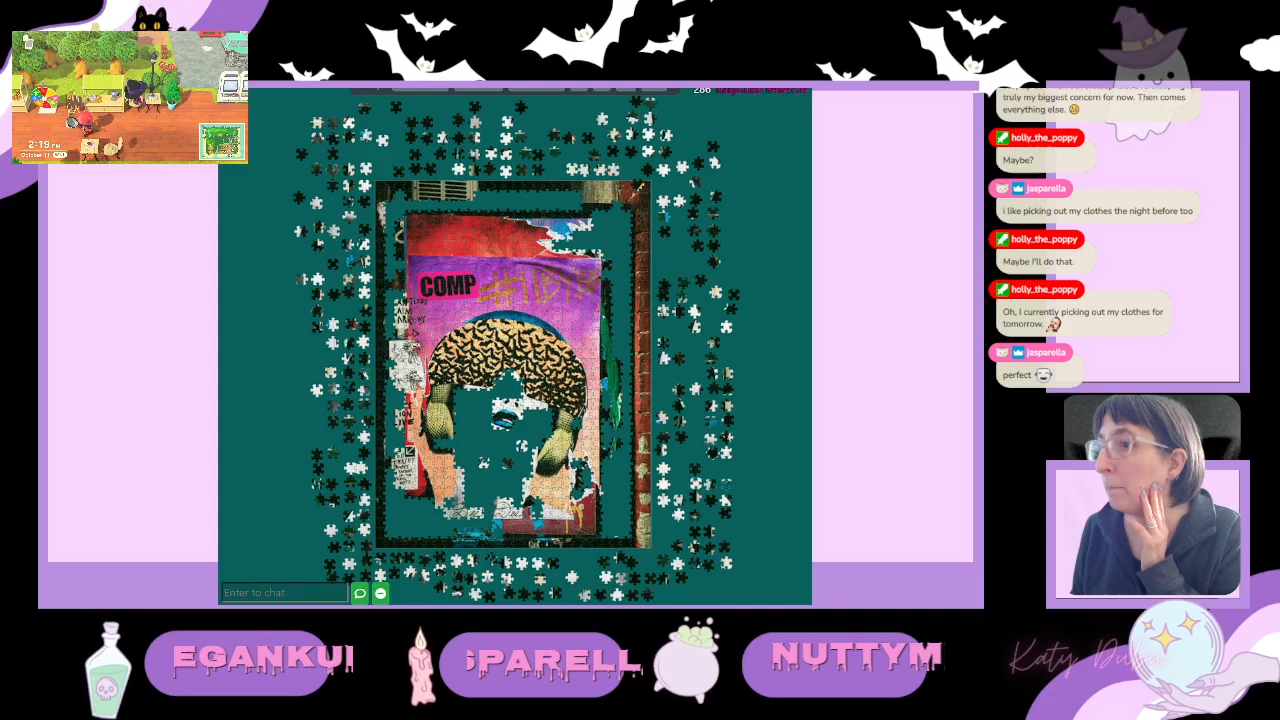 2:19 PM
October 11
286
truly my biggest concern for now. Then comes
everything else.
holly_the_poppy
Maybe?
jasparella
i like picking out my clothes the night before too
holly_the_poppy
Maybe I'll do that.
holly_the_poppy
Oh, I currently picking out my clothes for
tomorrow.
jasparella
perfect
COMP
Enter to chat
EGANKUI
SPARELL
NUTTYM